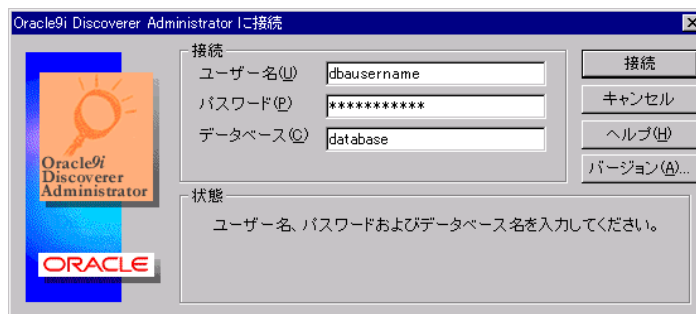 Oracle9i Discoverer Administrator に接続
接続
ユーザー名(U)
dbausername
パスワード(P)
***********
データベース(C)
database
接続
キャンセル
ヘルプ(H)
バージョン(A)...
Oracle9i
Discoverer
Administrator
ORACLE
状態
ユーザー名、パスワードおよびデータベース名を入力してください。